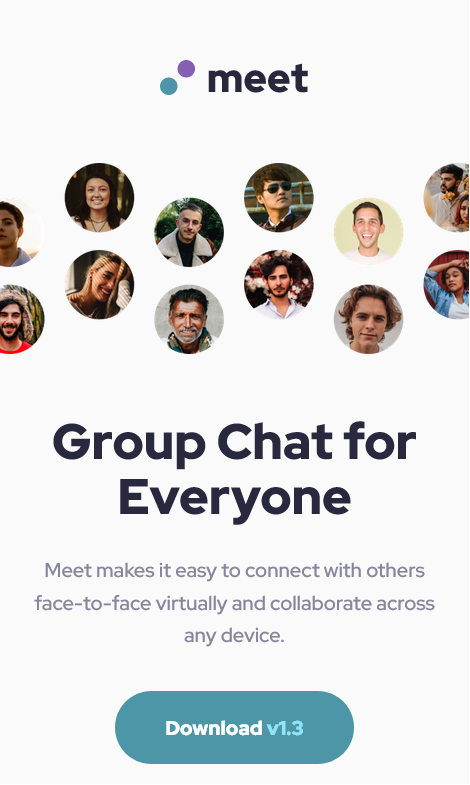 meet
Group Chat for
Everyone
Meet makes it easy to connect with others
face-to-face virtually and collaborate across
any device.
Download v1.3